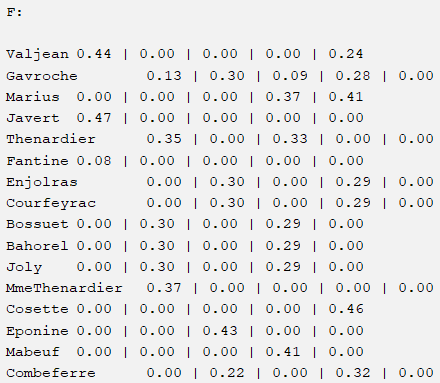 F:
Valjean 0.44 | 0.00 | 0.00 | 0.00 | 0.24
Gavroche 0.13 | 0.30 | 0.09 | 0.28 | 0.00
Marius 0.00 | 0.00 | 0.00 | 0.37 | 0.41
Javert 0.47 | 0.00 | 0.00 | 0.00 | 0.00
Thenardier 0.35 | 0.00 | 0.33 | 0.00 | 0.00
Fantine 0.08 | 0.00 | 0.00 | 0.00 | 0.00
Enjolras 0.00 | 0.30 | 0.00 | 0.29 | 0.00
Courfeyrac 0.00 | 0.30 | 0.00 | 0.29 | 0.00
Bossuet 0.00 | 0.30 | 0.00 | 0.29 | 0.00
Bahorel 0.00 | 0.30 | 0.00 | 0.29 | 0.00
Joly 0.00 | 0.30 | 0.00 | 0.29 | 0.00
MmeThenardier 0.37 | 0.00 | 0.00 | 0.00 | 0.00
Cosette 0.00 | 0.00 | 0.00 | 0.00 | 0.46
Eponine 0.00 | 0.00 | 0.43 | 0.00 | 0.00
Mabeuf 0.00 | 0.00 | 0.00 | 0.41 | 0.00
Combeferre 0.00 | 0.22 | 0.00 | 0.32 | 0.00